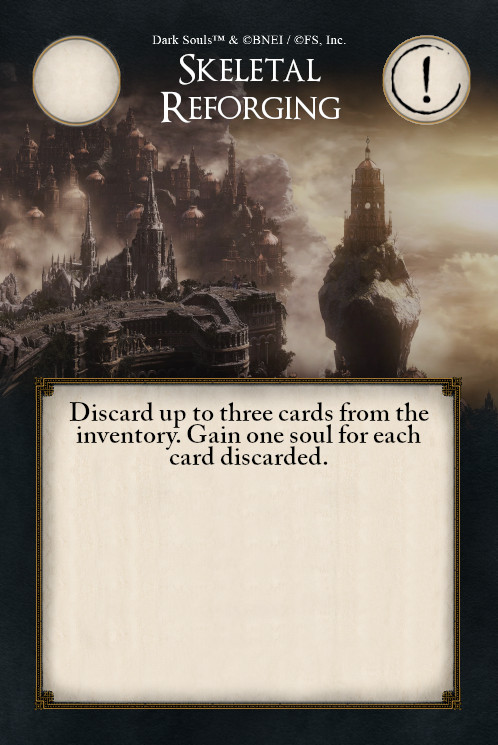 Dark Souls™ & ©BNEI / ©FS, Inc.
Skeletal
Reforging
!
Discard up to three cards from the
inventory. Gain one soul for each
card discarded.